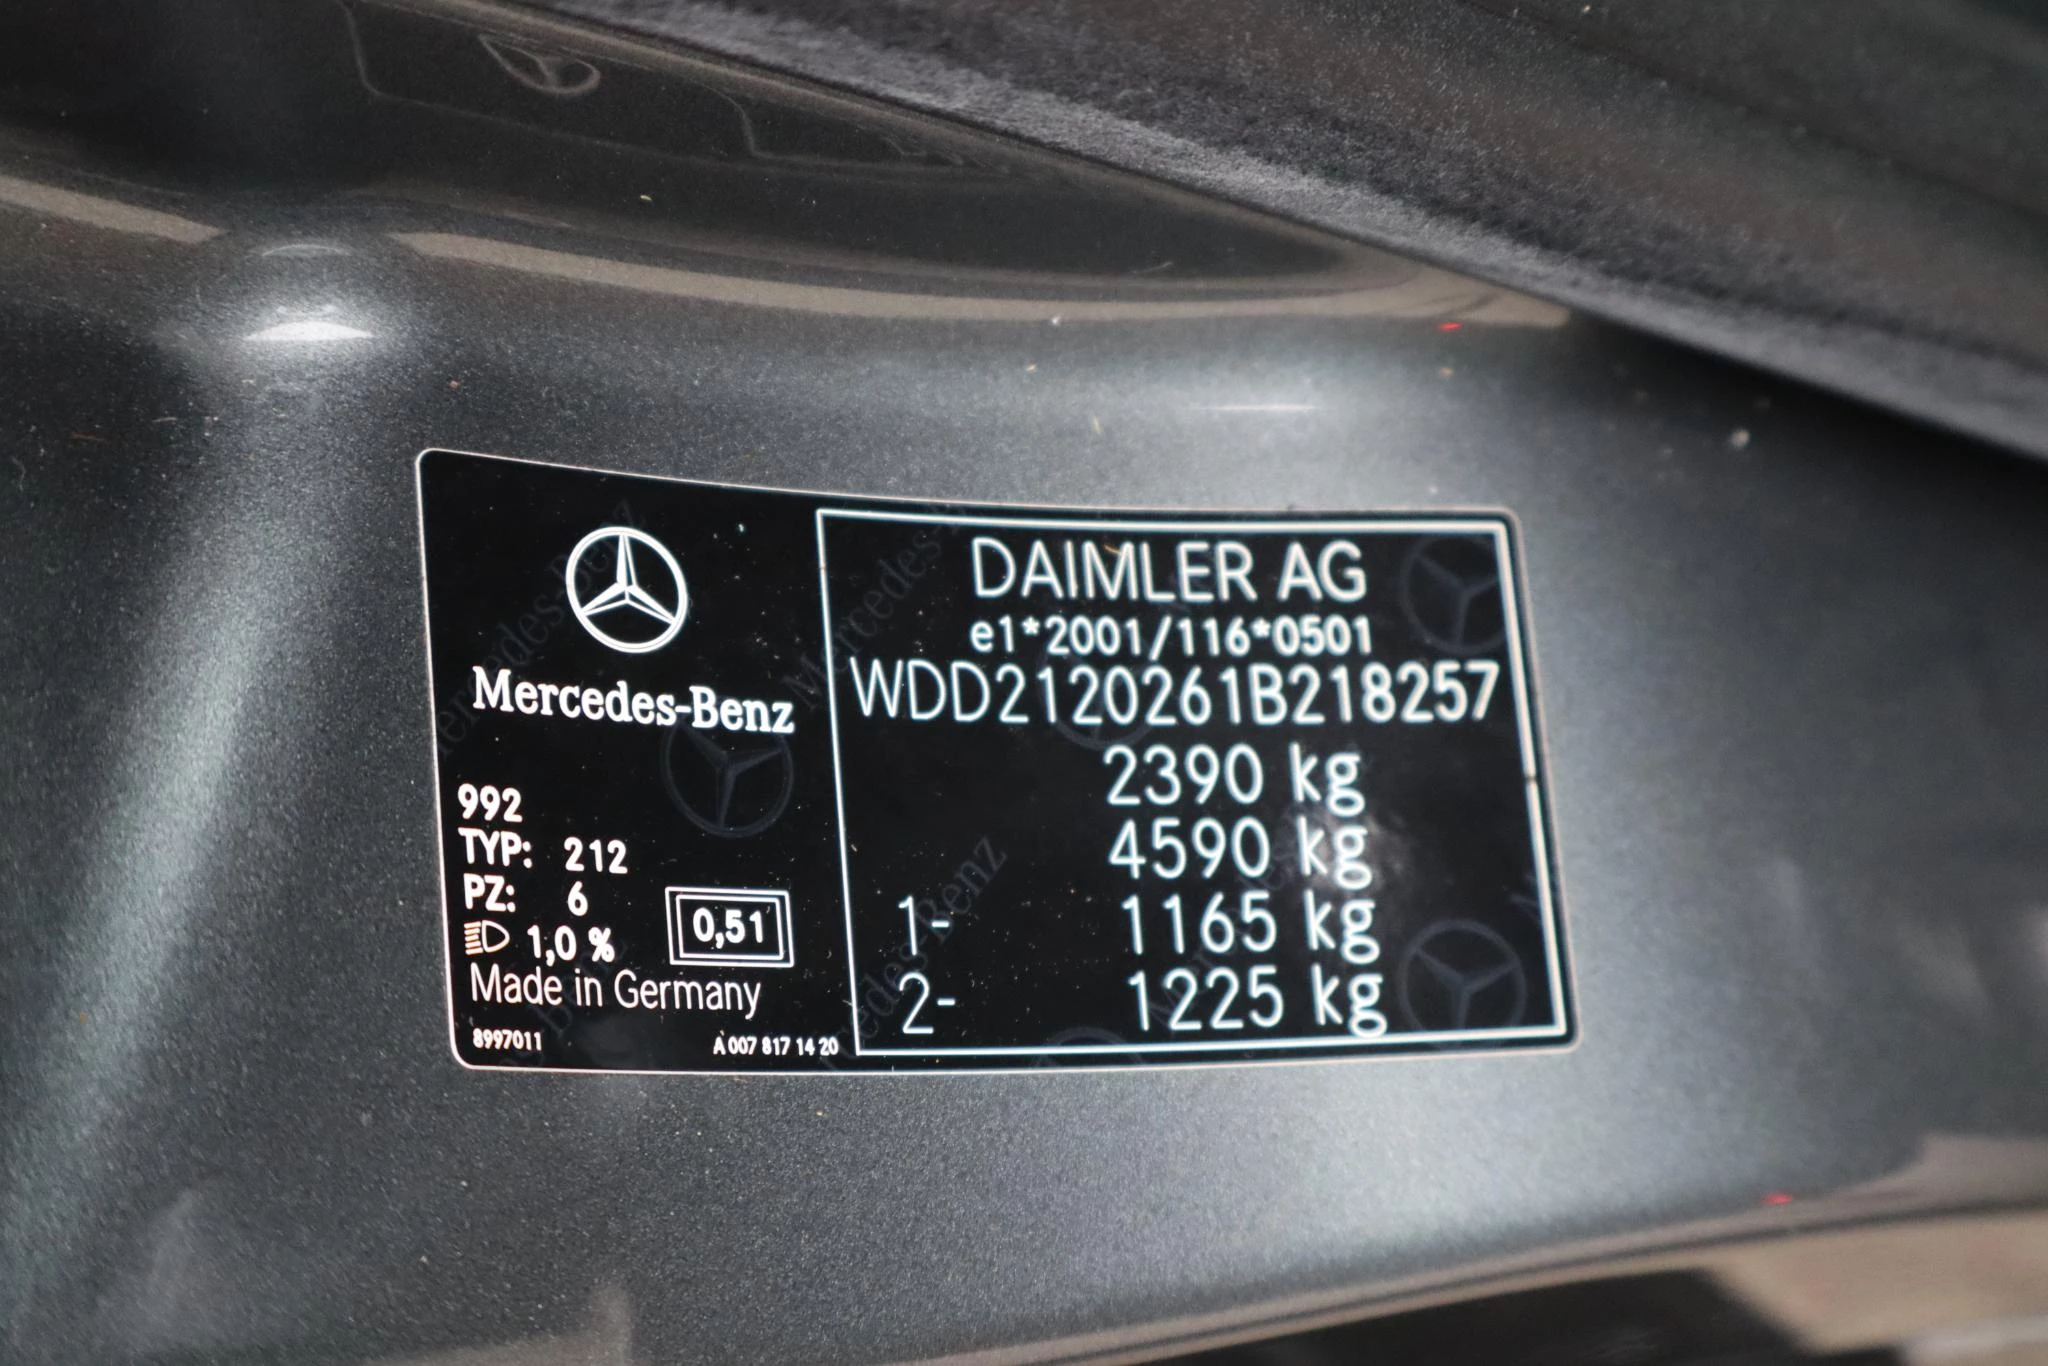 Mercedes-Benz
992
TYP: 212
PZ: 6
1,0 %
0,51
Made in Germany
8997011
A 007 817 14 20
DAIMLER AG
e1*2001/116*0501
WDD2120261B218257
2390 kg
4590 kg
1- 1165 kg
2- 1225 kg